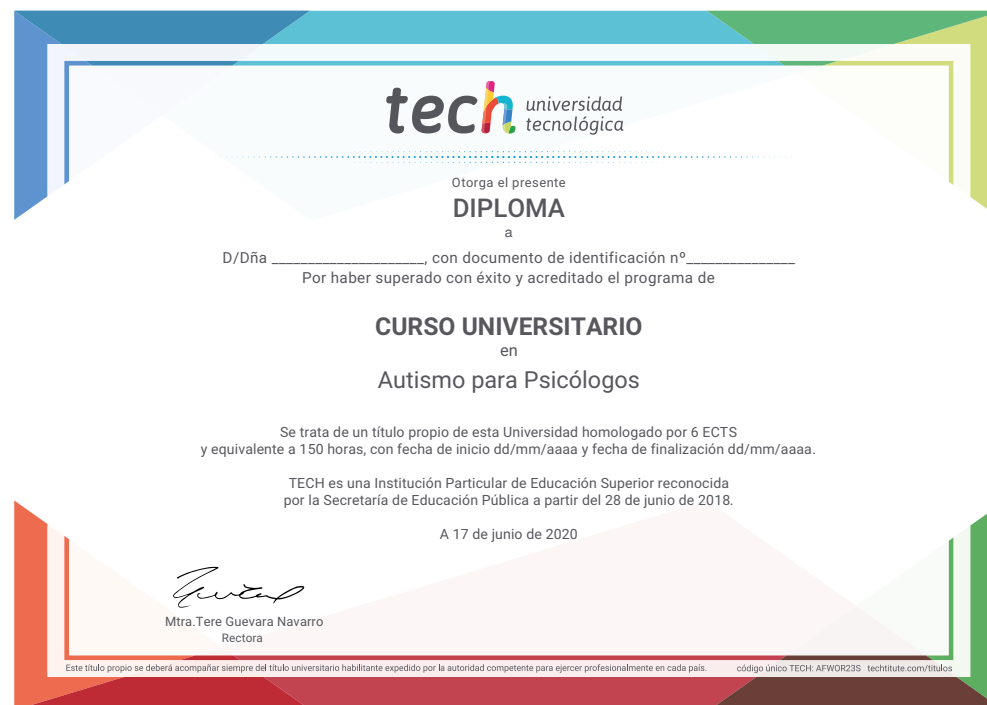 tech universidad
tecnológica
Otorga el presente
DIPLOMA
a
D/Dña _____________________, con documento de identificación nº_______________
Por haber superado con éxito y acreditado el programa de
CURSO UNIVERSITARIO
en
Autismo para Psicólogos
Se trata de un título propio de esta Universidad homologado por 6 ECTS
y equivalente a 150 horas, con fecha de inicio dd/mm/aaaa y fecha de finalización dd/mm/aaaa.
TECH es una Institución Particular de Educación Superior reconocida
por la Secretaría de Educación Pública a partir del 28 de junio de 2018.
A 17 de junio de 2020
Mtra.Tere Guevara Navarro
Rectora
Este título propio se deberá acompañar siempre del título universitario habilitante expedido por la autoridad competente para ejercer profesionalmente en cada país. código único TECH: AFWOR23S techtitute.com/titulos